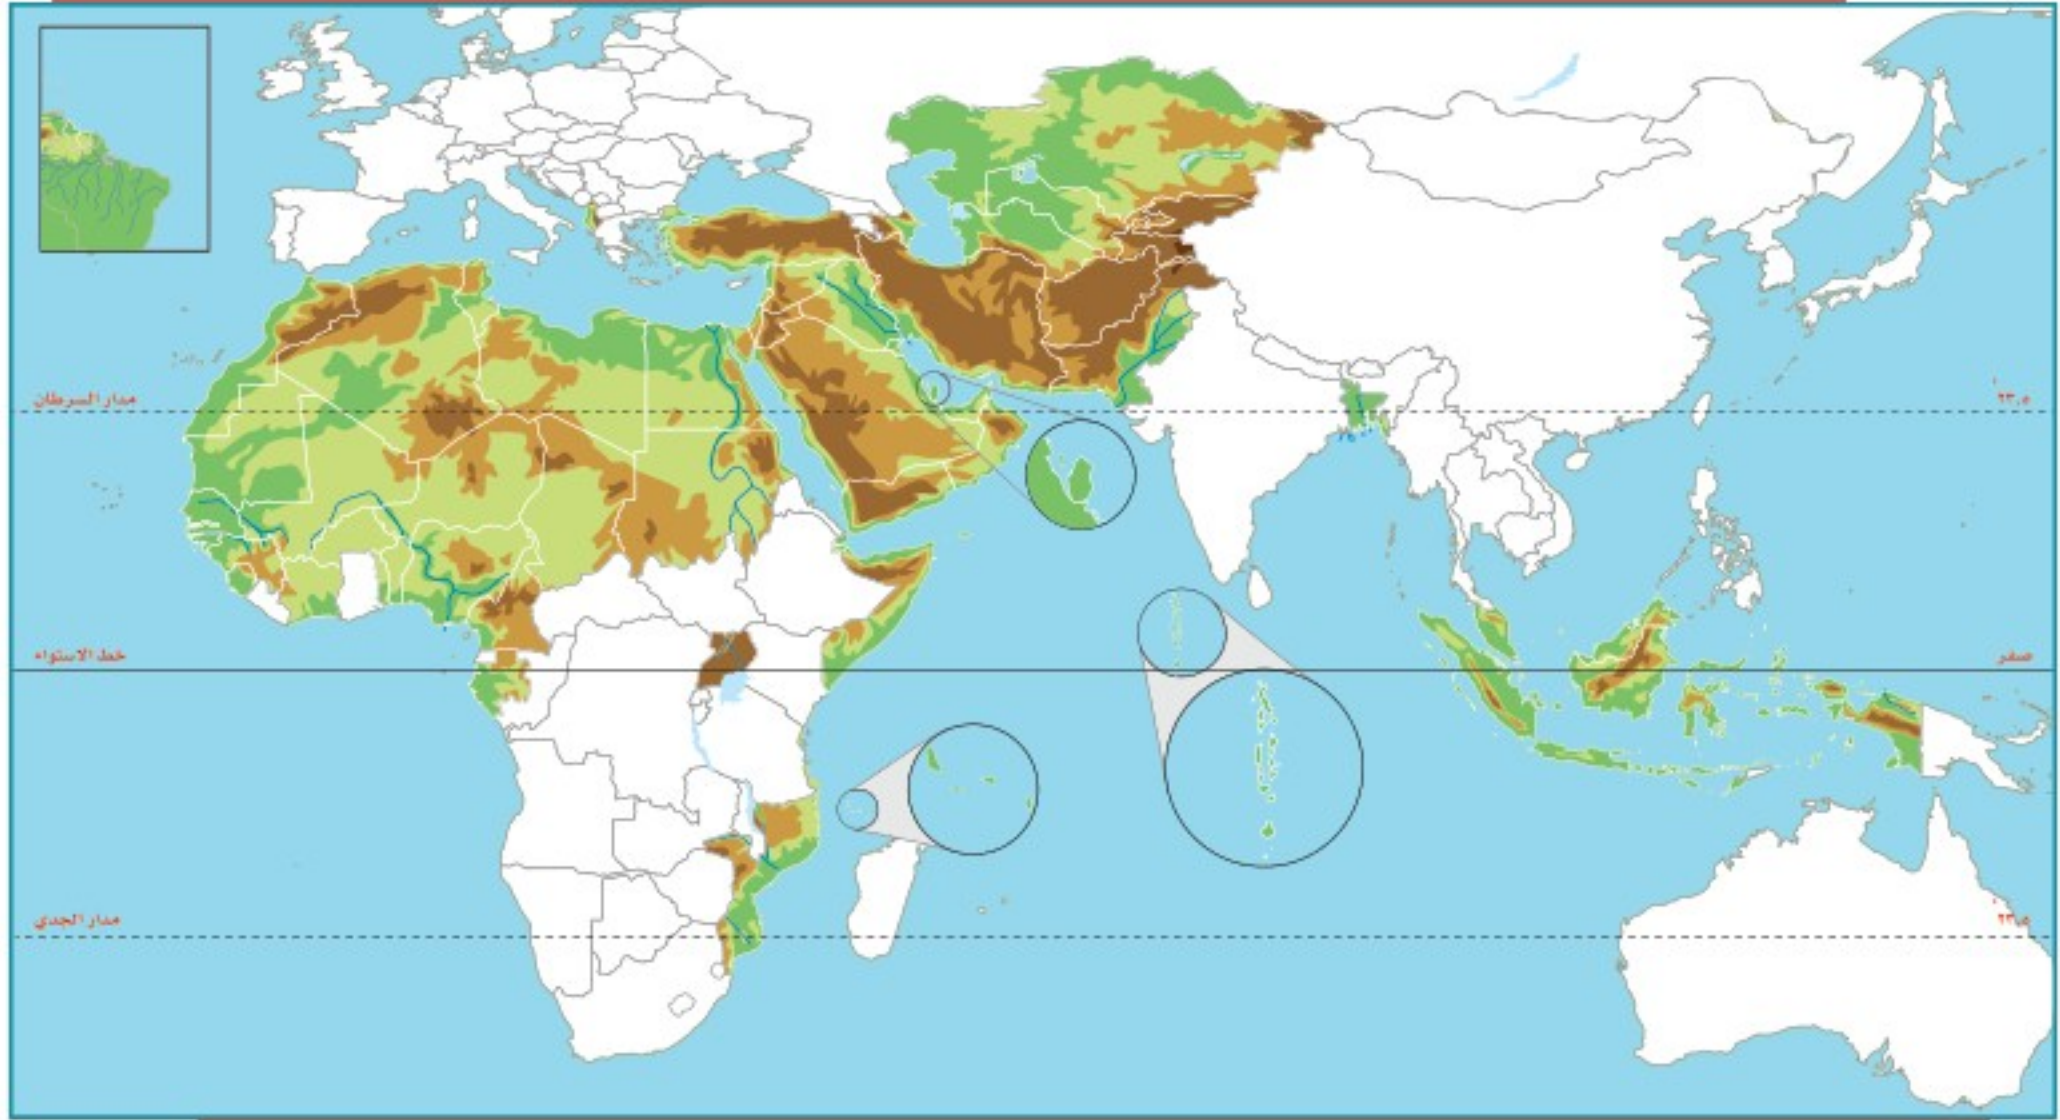 مدار السرطان
٢٣,٥
خط الاستواء
صفر
مدار الجدي
٢٣,٥